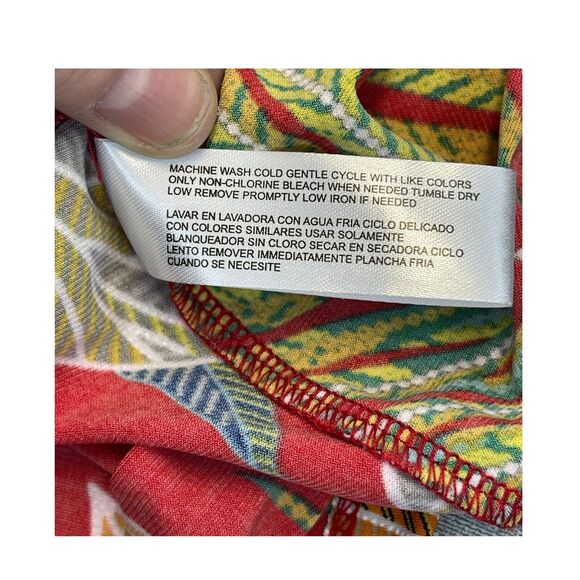 MACHINE WASH COLD GENTLE CYCLE WITH LIKE COLORS
ONLY NON-CHLORINE BLEACH WHEN NEEDED TUMBLE DRY
LOW REMOVE PROMPTLY LOW IRON IF NEEDED
LAVAR EN LAVADORA CON AGUA FRIA CICLO DELICADO
CON COLORES SIMILARES USAR SOLAMENTE
BLANQUEADOR SIN CLORO SECAR EN SECADORA CICLO
LENTO REMOVER IMMEDIATAMENTE PLANCHA FRIA
CUANDO SE NECESITE